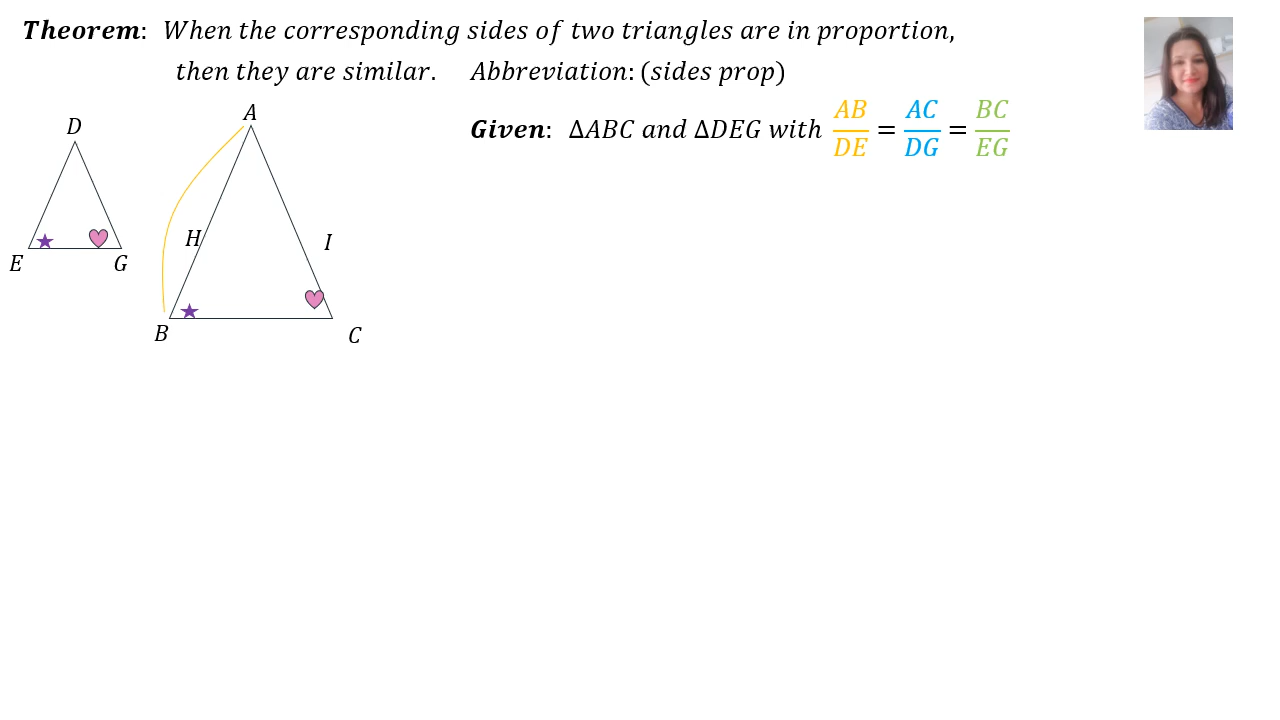 Theorem: When the corresponding sides of two triangles are in proportion,
then they are similar. Abbreviation: (sides prop)
Given: ΔABC and ΔDEG with AB/DE = AC/DG = BC/EG
D
A
H
I
E
G
B
C